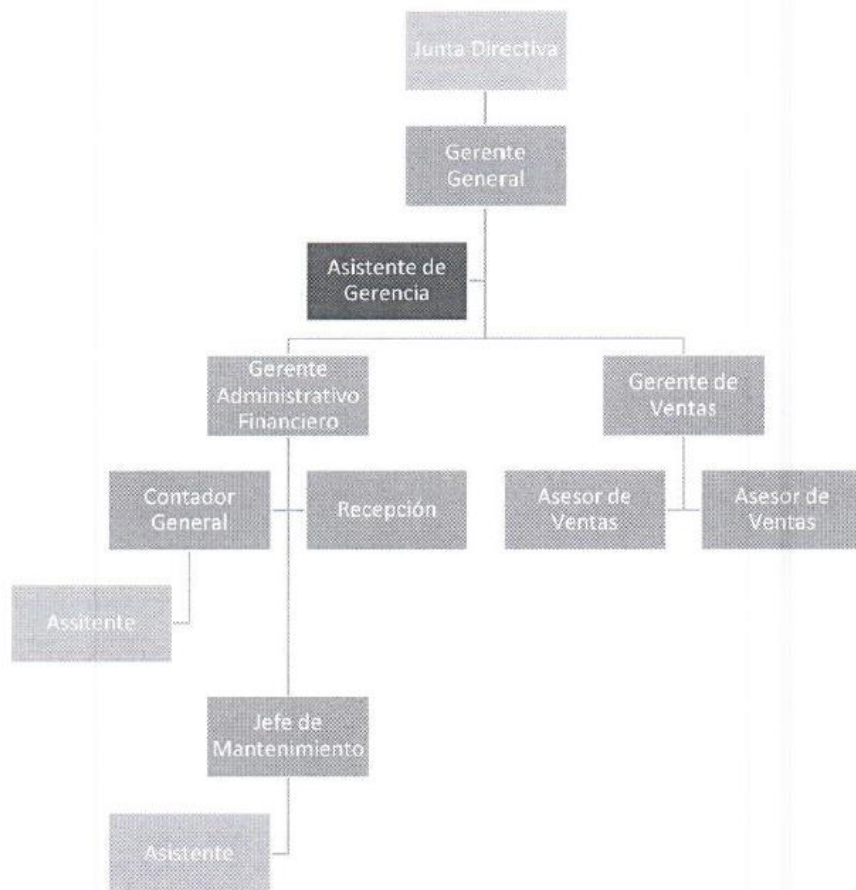 Junta Directiva
Gerente
General
Asistente de
Gerencia
Gerente
Administrativo
Financiero
Gerente de
Ventas
Contador
General
Recepción
Asesor de
Ventas
Asesor de
Ventas
Assitente
Jefe de
Mantenimiento
Asistente